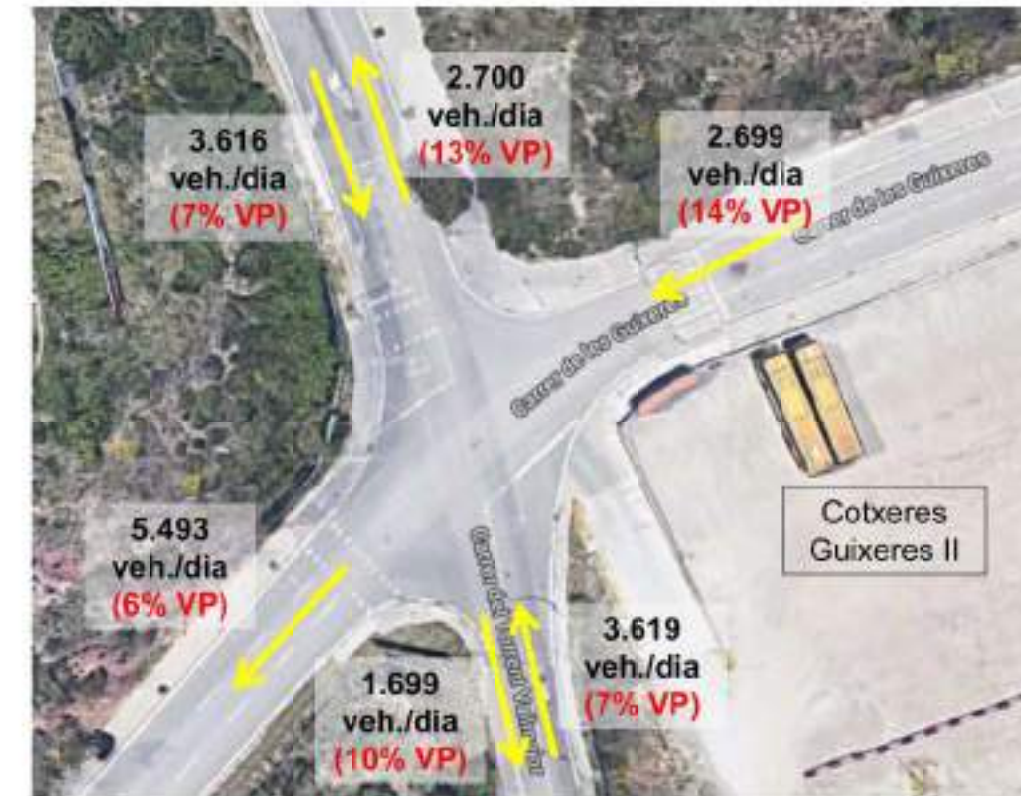 2.700
veh./dia
(13% VP)
3.616
veh./dia
(7% VP)
2.699
veh./dia
(14% VP)
Carrer de les Guixeres
Carrer de les Guixeres
Cotxeres
Guixeres II
5.493
veh./dia
(6% VP)
3.619
veh./dia
(7% VP)
1.699
veh./dia
(10% VP)
Carrer del